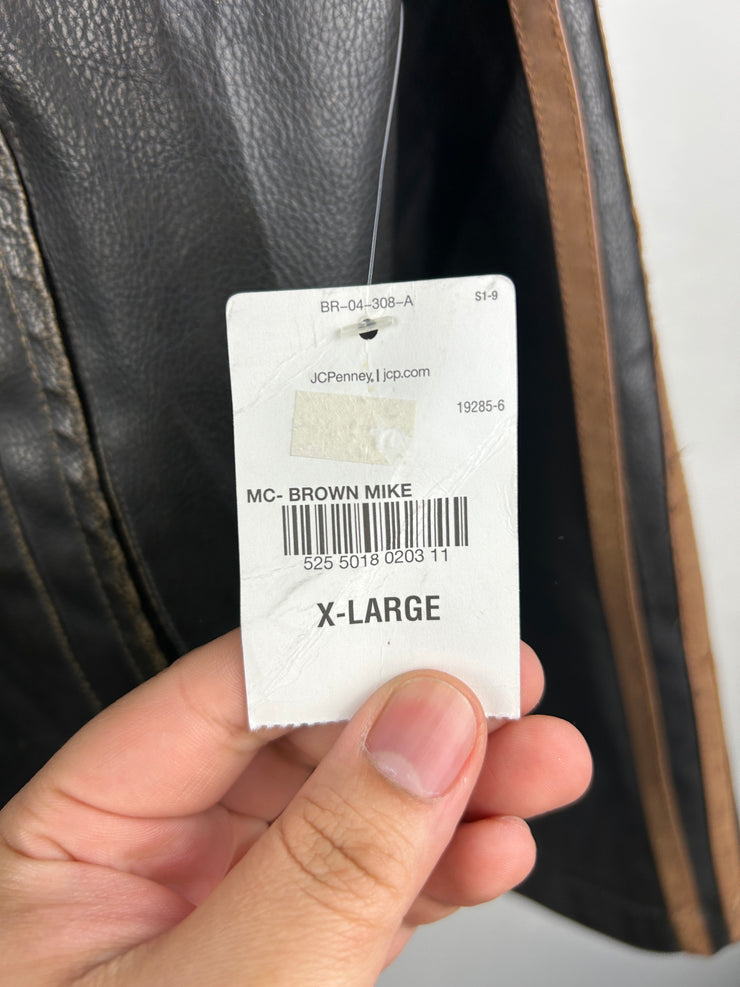 BR-04-308-A S1-9
JCPenney | jcp.com
19285-6
MC- BROWN MIKE
525 5018 0203 11
X-LARGE